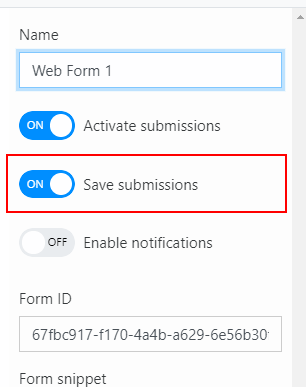 Name
Web Form 1
ON Activate submissions
ON Save submissions
OFF Enable notifications
Form ID
67fbc917-f170-4a4b-a629-6e56b30
Form snippet